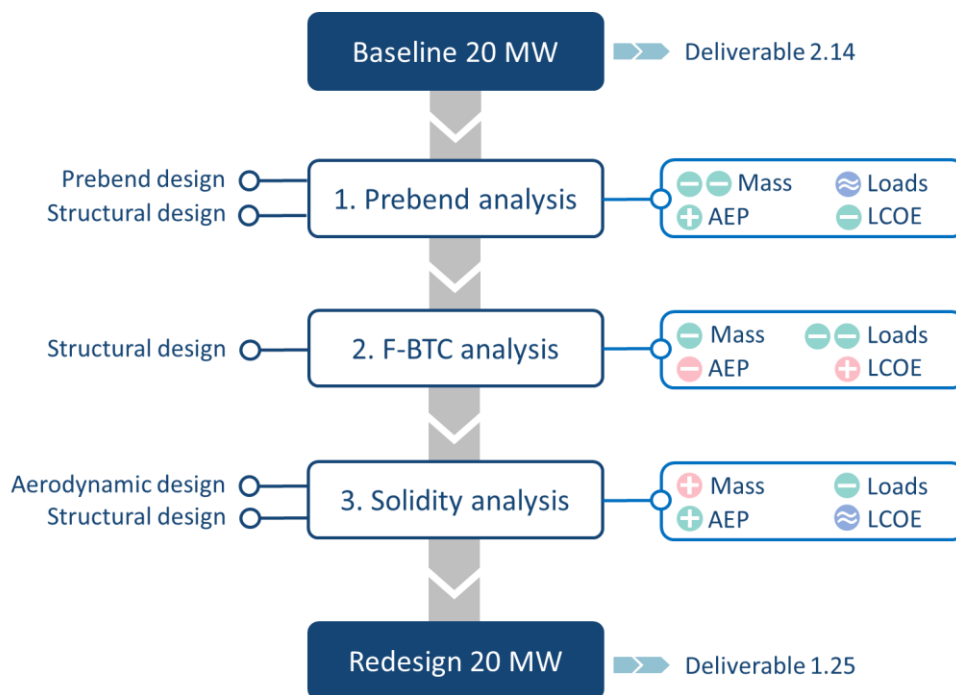 Baseline 20 MW
Deliverable 2.14
Prebend design
Structural design
1. Prebend analysis
Mass
Loads
AEP
LCOE
Structural design
2. F-BTC analysis
Mass
Loads
AEP
LCOE
Aerodynamic design
Structural design
3. Solidity analysis
Mass
Loads
AEP
LCOE
Redesign 20 MW
Deliverable 1.25